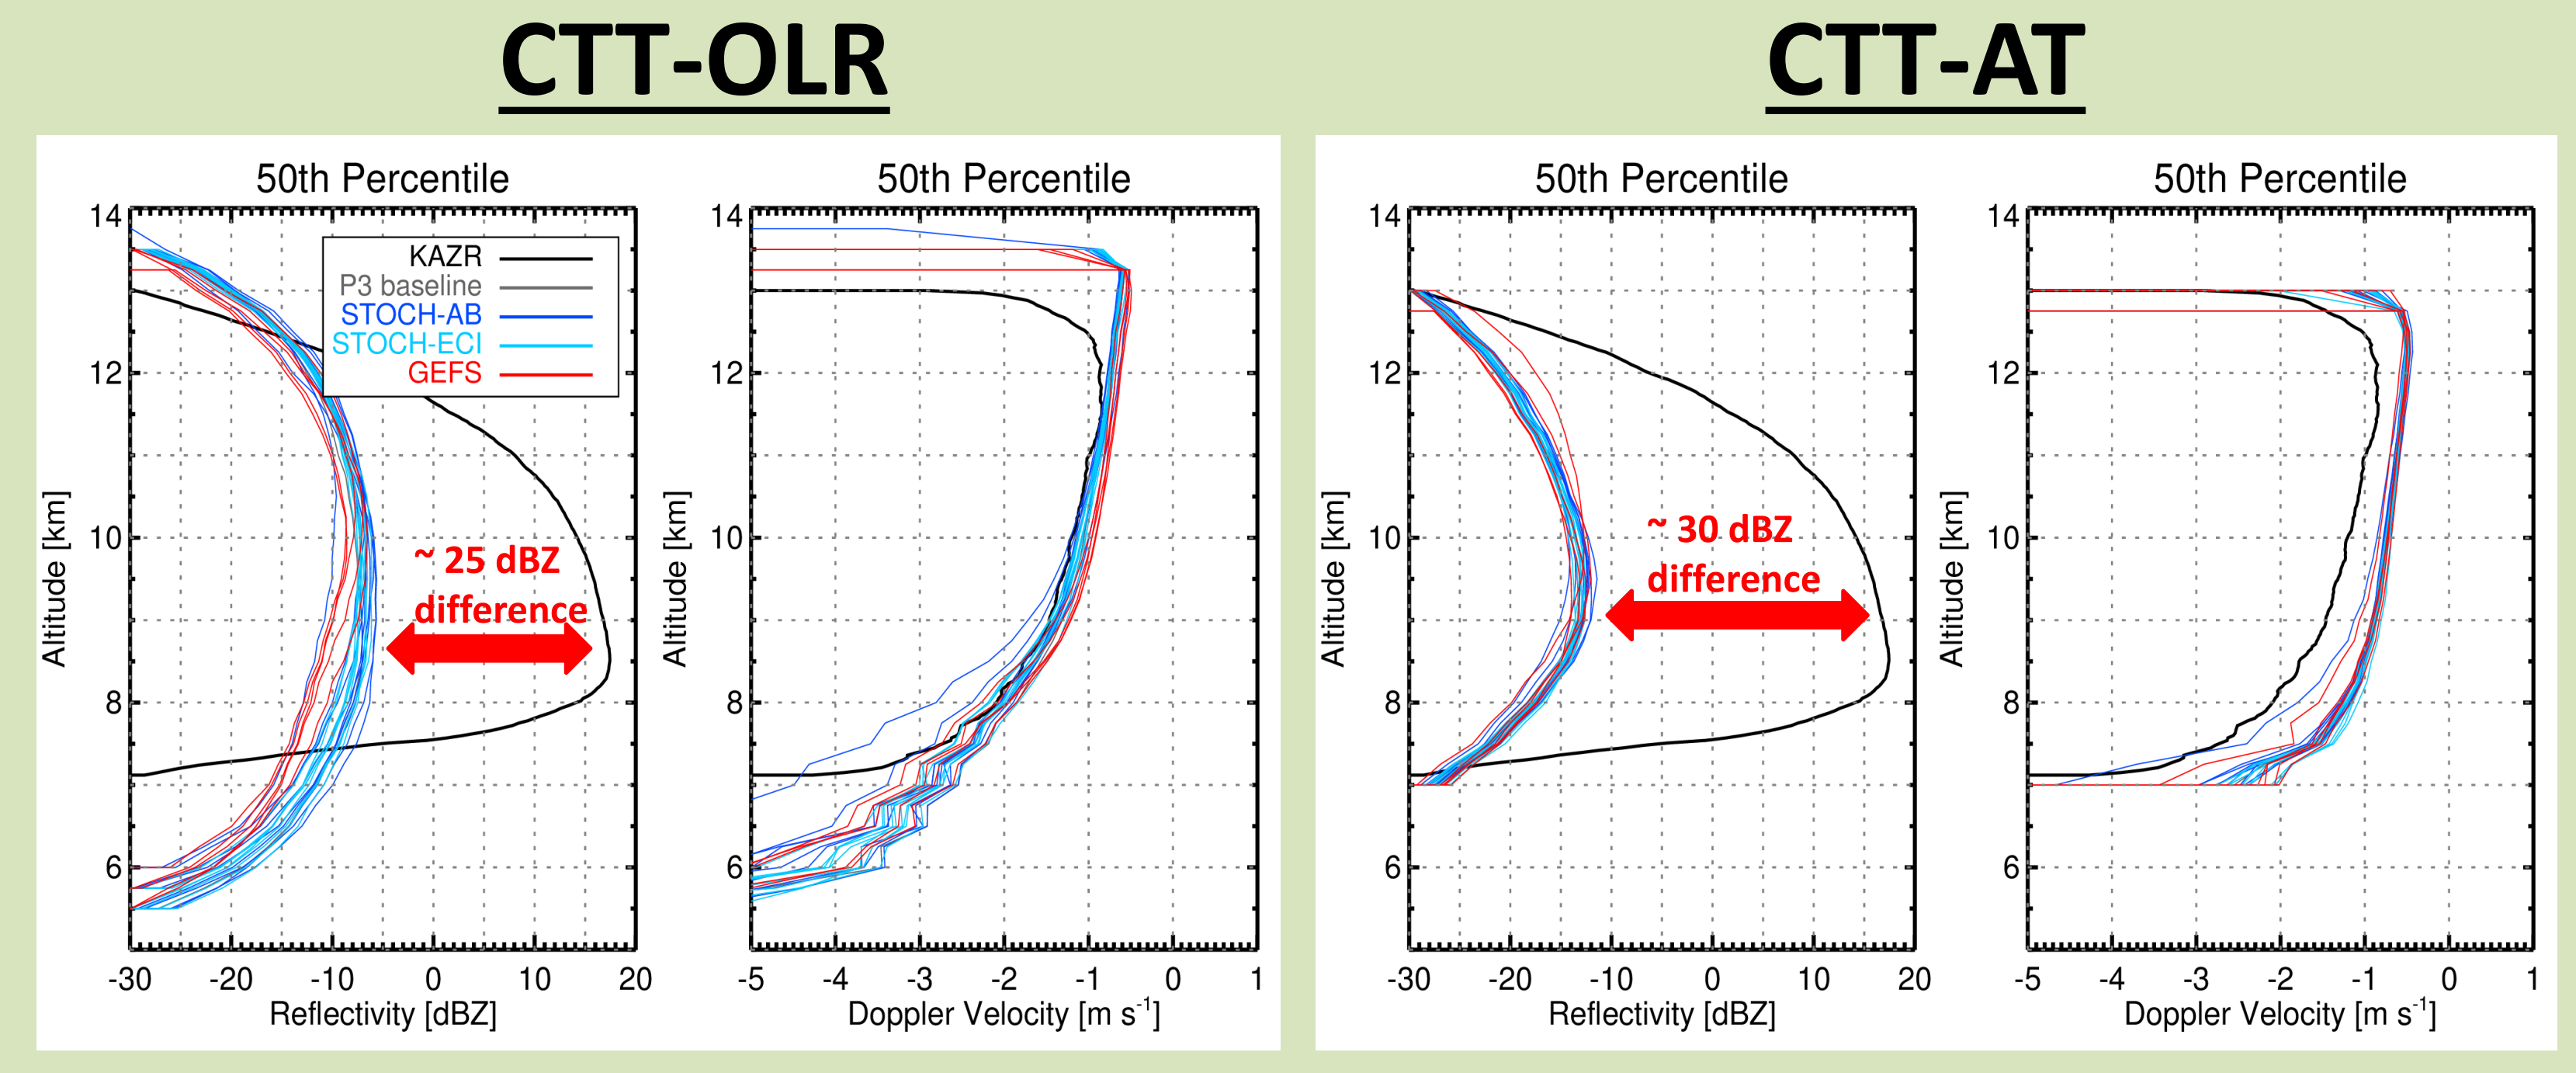 CTT-OLR
CTT-AT
50th Percentile
14
12
10
8
6
Altitude [km]
KAZR
P3 baseline
STOCH-AB
STOCH-ECI
GEFS
~ 25 dBZ
difference
-30 -20 -10 0 10 20
Reflectivity [dBZ]
50th Percentile
14
12
10
8
6
Altitude [km]
-5 -4 -3 -2 -1 0 1
Doppler Velocity [m s-1]
50th Percentile
14
12
10
8
6
Altitude [km]
~ 30 dBZ
difference
-30 -20 -10 0 10 20
Reflectivity [dBZ]
50th Percentile
14
12
10
8
6
Altitude [km]
-5 -4 -3 -2 -1 0 1
Doppler Velocity [m s-1]